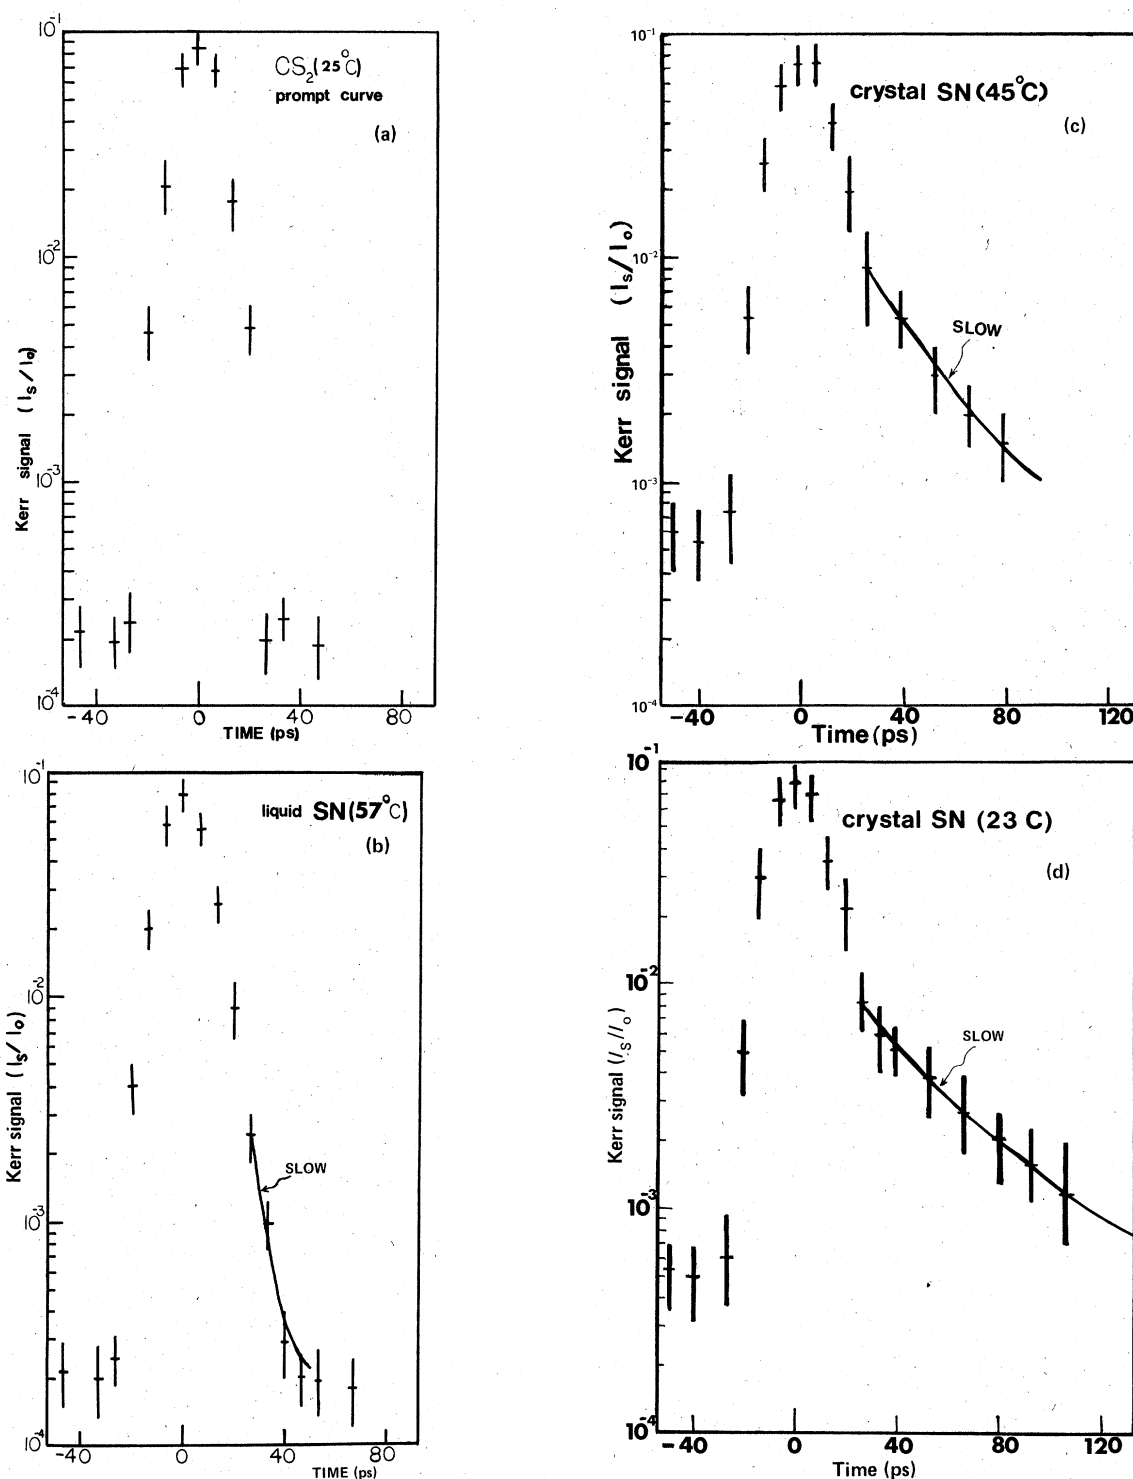 10-1
CS2(25°C)
prompt curve
(a)
10-2
10-3
10-4
Kerr signal (Is/Io)
-40 0 40 80
TIME (ps)
10-1
liquid SN(57°C)
(b)
10-2
SLOW
10-3
10-4
Kerr signal (Is/Io)
-40 0 40 80
TIME (ps)
10-1
crystal SN(45°C)
(c)
10-2
SLOW
10-3
10-4
Kerr signal (Is/Io)
-40 0 40 80 120
Time(ps)
10-1
crystal SN (23 C)
(d)
10-2
SLOW
10-3
10-4
Kerr signal (Is/Io)
-40 0 40 80 120
Time (ps)